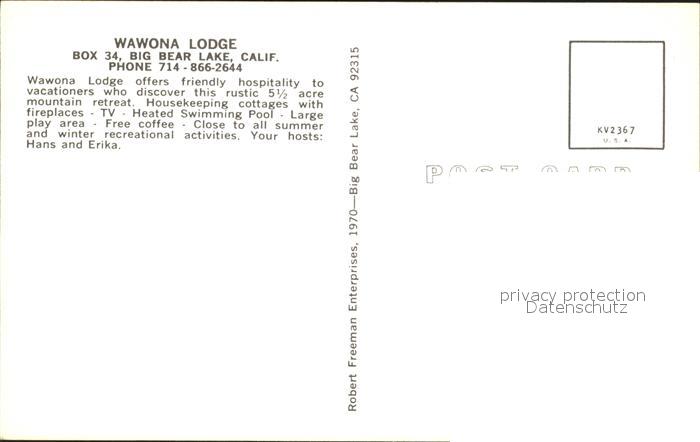 WAWONA LODGE
BOX 34, BIG BEAR LAKE, CALIF.
PHONE 714 - 866-2644
Wawona Lodge offers friendly hospitality to
vacationers who discover this rustic 5½ acre
mountain retreat. Housekeeping cottages with
fireplaces - TV - Heated Swimming Pool - Large
play area - Free coffee - Close to all summer
and winter recreational activities. Your hosts:
Hans and Erika.
Robert Freeman Enterprises, 1970—Big Bear Lake, CA 92315
KV2367
U. S. A.
POST CARD
privacy protection
Datenschutz